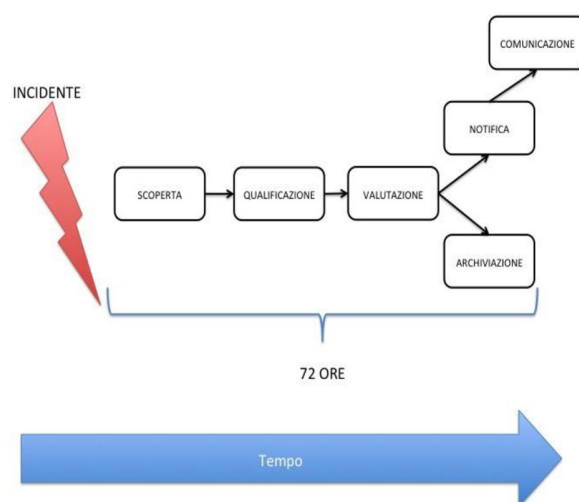 COMUNICAZIONE
INCIDENTE
NOTIFICA
SCOPERTA
QUALIFICAZIONE
VALUTAZIONE
ARCHIVIAZIONE
72 ORE
Tempo